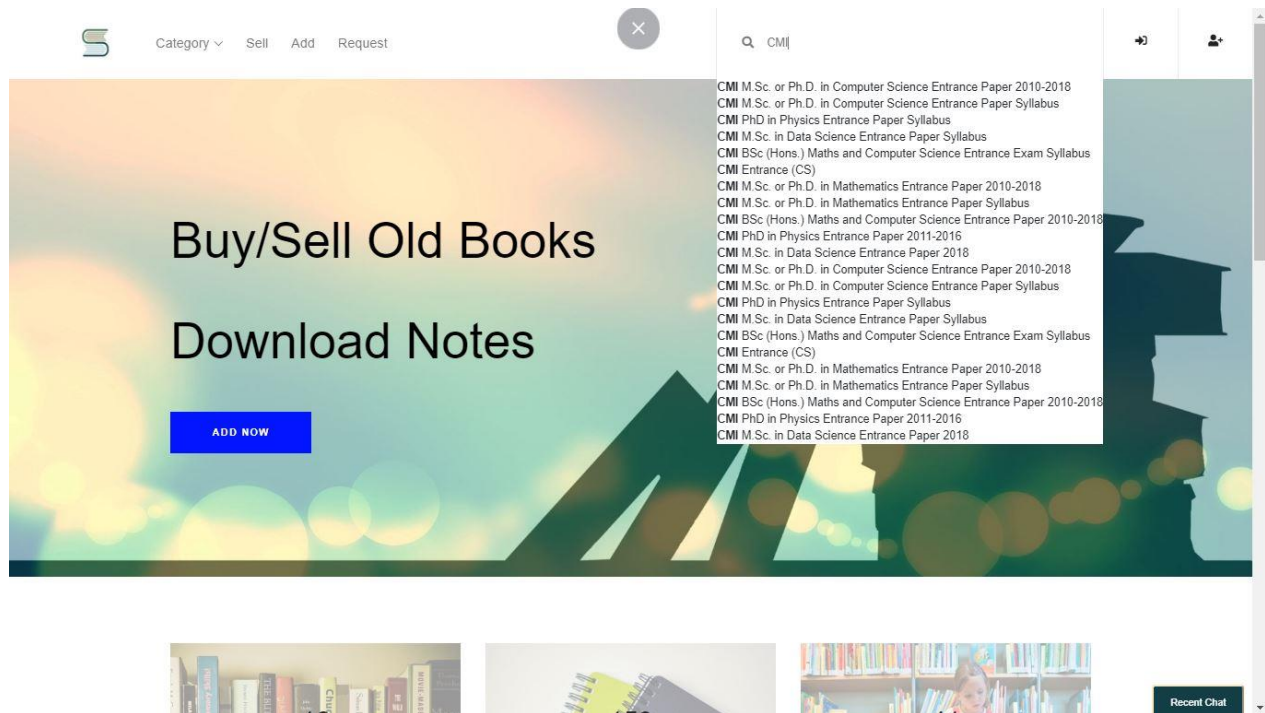 Category Sell Add Request
CMI
CMI M.Sc. or Ph.D. in Computer Science Entrance Paper 2010-2018
CMI M.Sc. or Ph.D. in Computer Science Entrance Paper Syllabus
CMI PhD in Physics Entrance Paper Syllabus
CMI M.Sc. in Data Science Entrance Paper Syllabus
CMI BSc (Hons.) Maths and Computer Science Entrance Exam Syllabus
CMI Entrance (CS)
CMI M.Sc. or Ph.D. in Mathematics Entrance Paper 2010-2018
CMI M.Sc. or Ph.D. in Mathematics Entrance Paper Syllabus
CMI BSc (Hons.) Maths and Computer Science Entrance Paper 2010-2018
CMI PhD in Physics Entrance Paper 2011-2016
CMI M.Sc. in Data Science Entrance Paper 2018
CMI M.Sc. or Ph.D. in Computer Science Entrance Paper 2010-2018
CMI M.Sc. or Ph.D. in Computer Science Entrance Paper Syllabus
CMI PhD in Physics Entrance Paper Syllabus
CMI M.Sc. in Data Science Entrance Paper Syllabus
CMI BSc (Hons.) Maths and Computer Science Entrance Exam Syllabus
CMI Entrance (CS)
CMI M.Sc. or Ph.D. in Mathematics Entrance Paper 2010-2018
CMI M.Sc. or Ph.D. in Mathematics Entrance Paper Syllabus
CMI BSc (Hons.) Maths and Computer Science Entrance Paper 2010-2018
CMI PhD in Physics Entrance Paper 2011-2016
CMI M.Sc. in Data Science Entrance Paper 2018
Buy/Sell Old Books
Download Notes
ADD NOW
Recent Chat